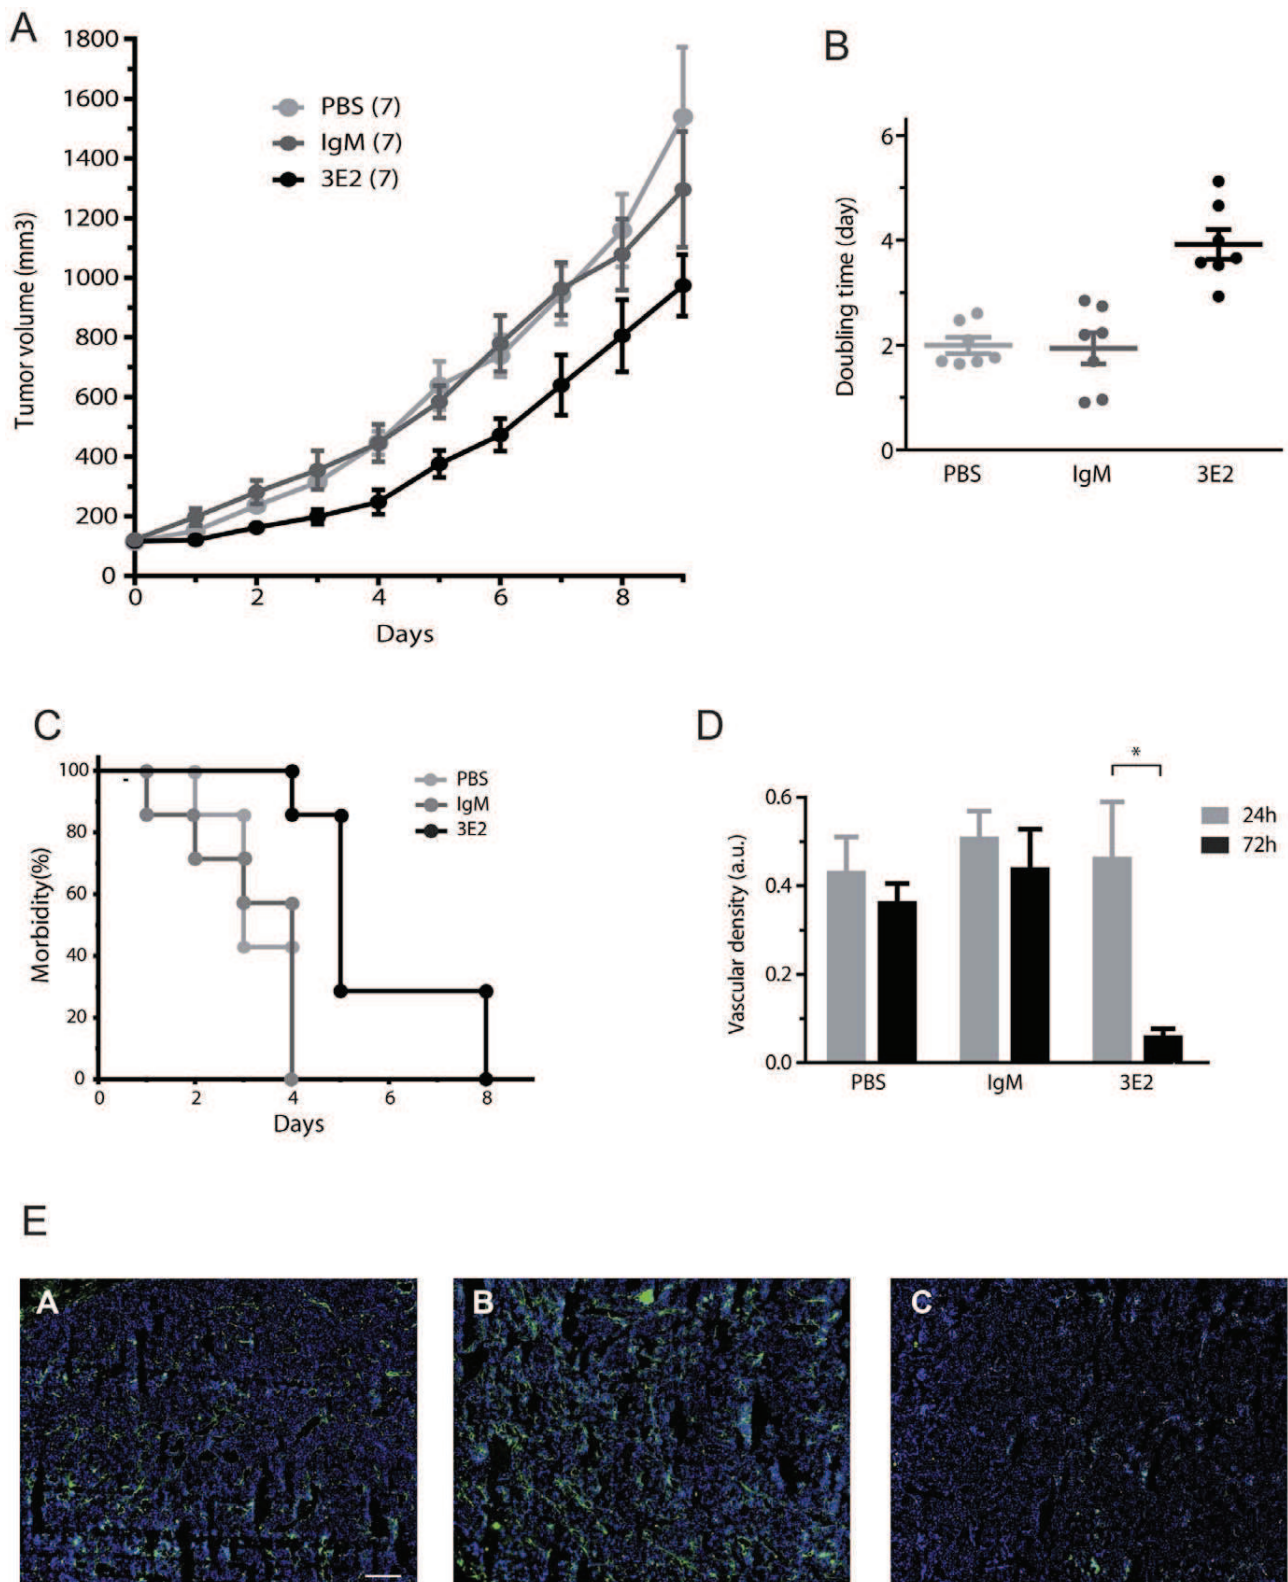 A
1800
1600
1400
1200
1000
800
600
400
200
0
Tumor volume (mm3)
PBS (7)
IgM (7)
3E2 (7)
0 2 4 6 8
Days
B
6
4
2
0
Doubling time (day)
PBS IgM 3E2
C
100
80
60
40
20
0
Morbidity(%)
PBS
IgM
3E2
0 2 4 6 8
Days
D
*
0.6
0.4
0.2
0.0
Vascular density (a.u.)
24h
72h
PBS IgM 3E2
E
A B C